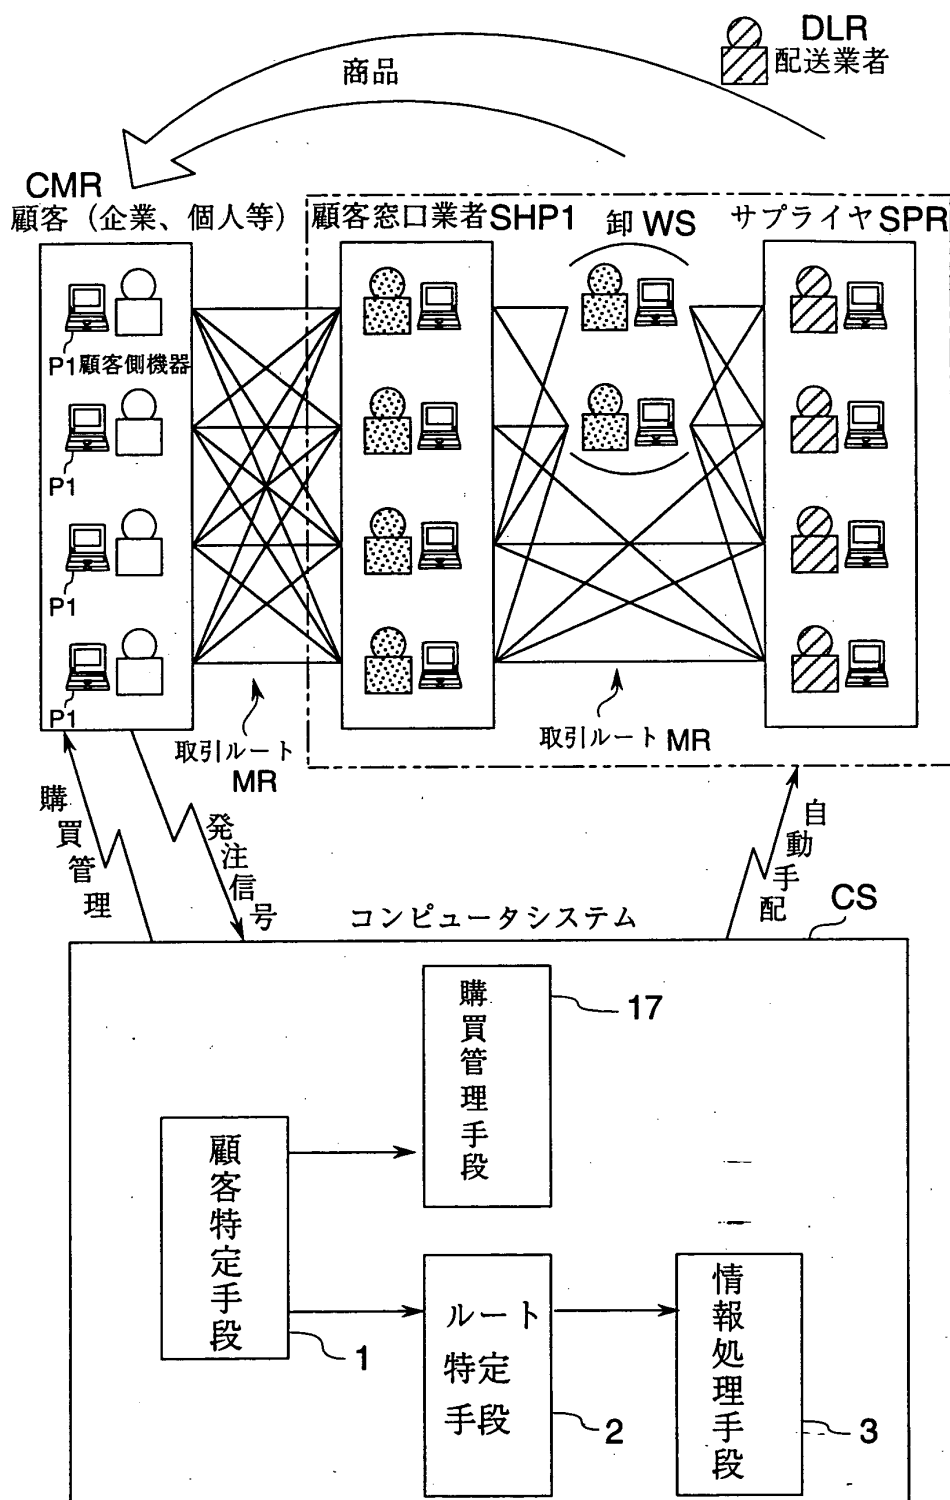 DLR
配送業者
商品
CMR
顧客（企業、個人等）
顧客窓口業者SHP1
卸WS
サプライヤSPR
P1顧客側機器
P1
P1
P1
取引ルート
MR
取引ルートMR
購買管理
発注信号
自動手配
コンピュータシステム
CS
購買管理手段
17
顧客特定手段
1
ルート
特定
手段
2
情報処理手段
3